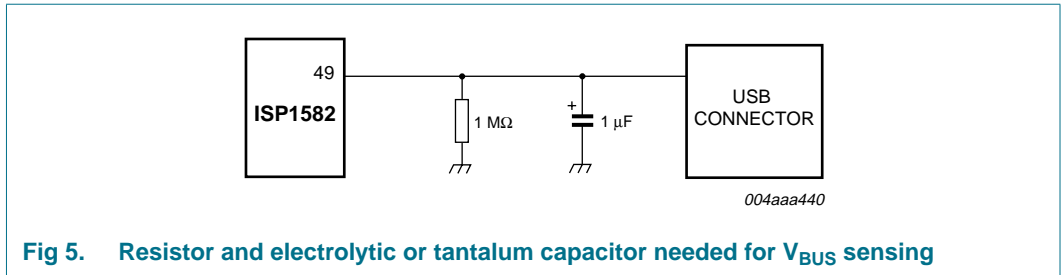 49
ISP1582
1 MΩ
+
1 μF
USB
CONNECTOR
004aaa440
Fig 5. Resistor and electrolytic or tantalum capacitor needed for VBUS sensing